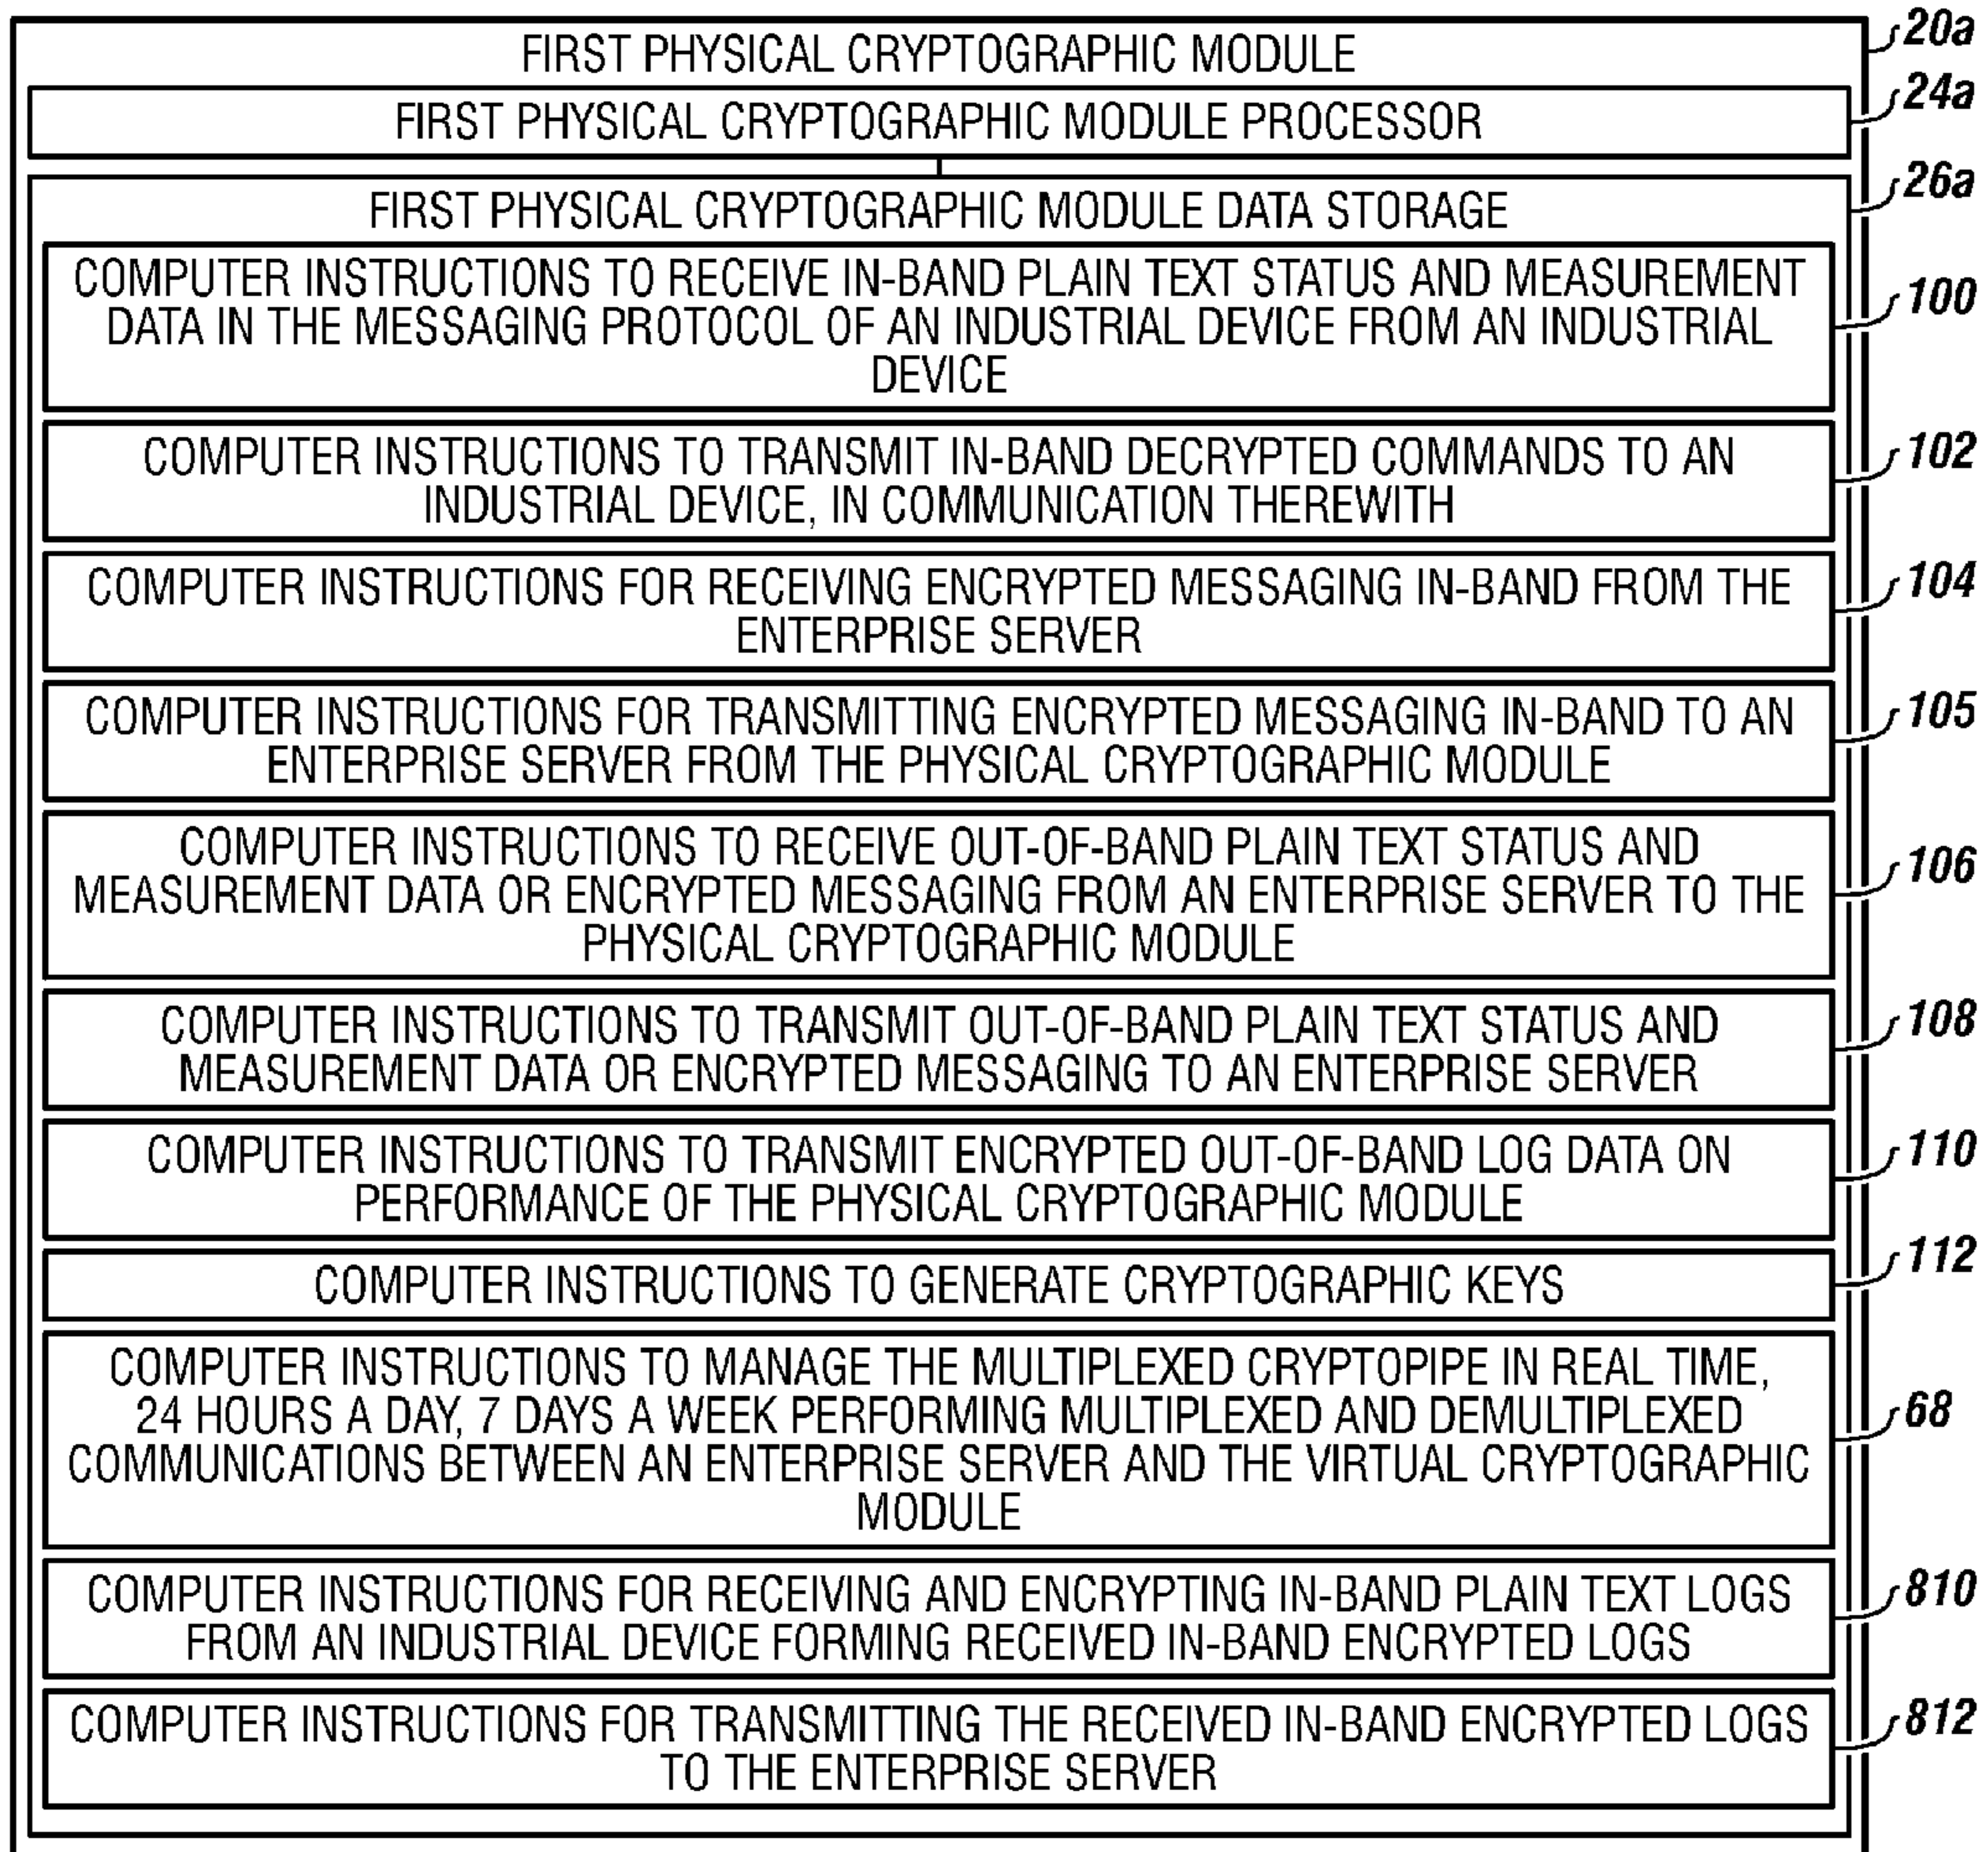 FIRST PHYSICAL CRYPTOGRAPHIC MODULE
20a
FIRST PHYSICAL CRYPTOGRAPHIC MODULE PROCESSOR
24a
FIRST PHYSICAL CRYPTOGRAPHIC MODULE DATA STORAGE
26a
COMPUTER INSTRUCTIONS TO RECEIVE IN-BAND PLAIN TEXT STATUS AND MEASUREMENT
DATA IN THE MESSAGING PROTOCOL OF AN INDUSTRIAL DEVICE FROM AN INDUSTRIAL
DEVICE
100
COMPUTER INSTRUCTIONS TO TRANSMIT IN-BAND DECRYPTED COMMANDS TO AN
INDUSTRIAL DEVICE, IN COMMUNICATION THEREWITH
102
COMPUTER INSTRUCTIONS FOR RECEIVING ENCRYPTED MESSAGING IN-BAND FROM THE
ENTERPRISE SERVER
104
COMPUTER INSTRUCTIONS FOR TRANSMITTING ENCRYPTED MESSAGING IN-BAND TO AN
ENTERPRISE SERVER FROM THE PHYSICAL CRYPTOGRAPHIC MODULE
105
COMPUTER INSTRUCTIONS TO RECEIVE OUT-OF-BAND PLAIN TEXT STATUS AND
MEASUREMENT DATA OR ENCRYPTED MESSAGING FROM AN ENTERPRISE SERVER TO THE
PHYSICAL CRYPTOGRAPHIC MODULE
106
COMPUTER INSTRUCTIONS TO TRANSMIT OUT-OF-BAND PLAIN TEXT STATUS AND
MEASUREMENT DATA OR ENCRYPTED MESSAGING TO AN ENTERPRISE SERVER
108
COMPUTER INSTRUCTIONS TO TRANSMIT ENCRYPTED OUT-OF-BAND LOG DATA ON
PERFORMANCE OF THE PHYSICAL CRYPTOGRAPHIC MODULE
110
COMPUTER INSTRUCTIONS TO GENERATE CRYPTOGRAPHIC KEYS
112
COMPUTER INSTRUCTIONS TO MANAGE THE MULTIPLEXED CRYPTOPIPE IN REAL TIME,
24 HOURS A DAY, 7 DAYS A WEEK PERFORMING MULTIPLEXED AND DEMULTIPLEXED
COMMUNICATIONS BETWEEN AN ENTERPRISE SERVER AND THE VIRTUAL CRYPTOGRAPHIC
MODULE
68
COMPUTER INSTRUCTIONS FOR RECEIVING AND ENCRYPTING IN-BAND PLAIN TEXT LOGS
FROM AN INDUSTRIAL DEVICE FORMING RECEIVED IN-BAND ENCRYPTED LOGS
810
COMPUTER INSTRUCTIONS FOR TRANSMITTING THE RECEIVED IN-BAND ENCRYPTED LOGS
TO THE ENTERPRISE SERVER
812